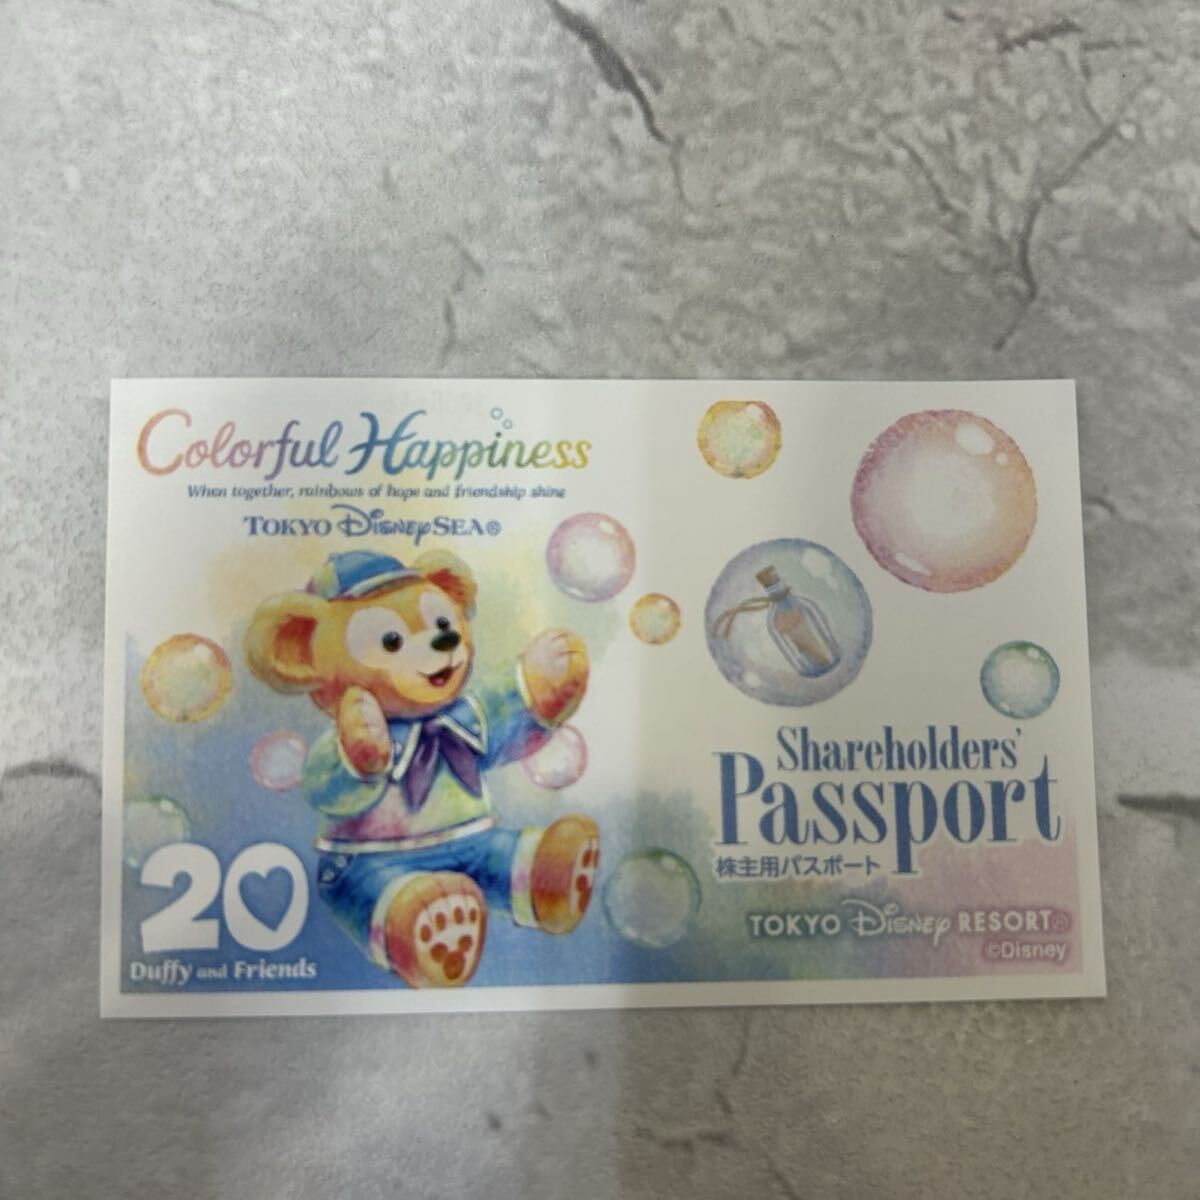 Colorful Happiness
When together, rainbows of hope and friendship shine
TOKYO DISNEYSEA®
20
Duffy and Friends
Shareholders'
Passport
株主用パスポート
TOKYO DISNEY RESORT®
©Disney